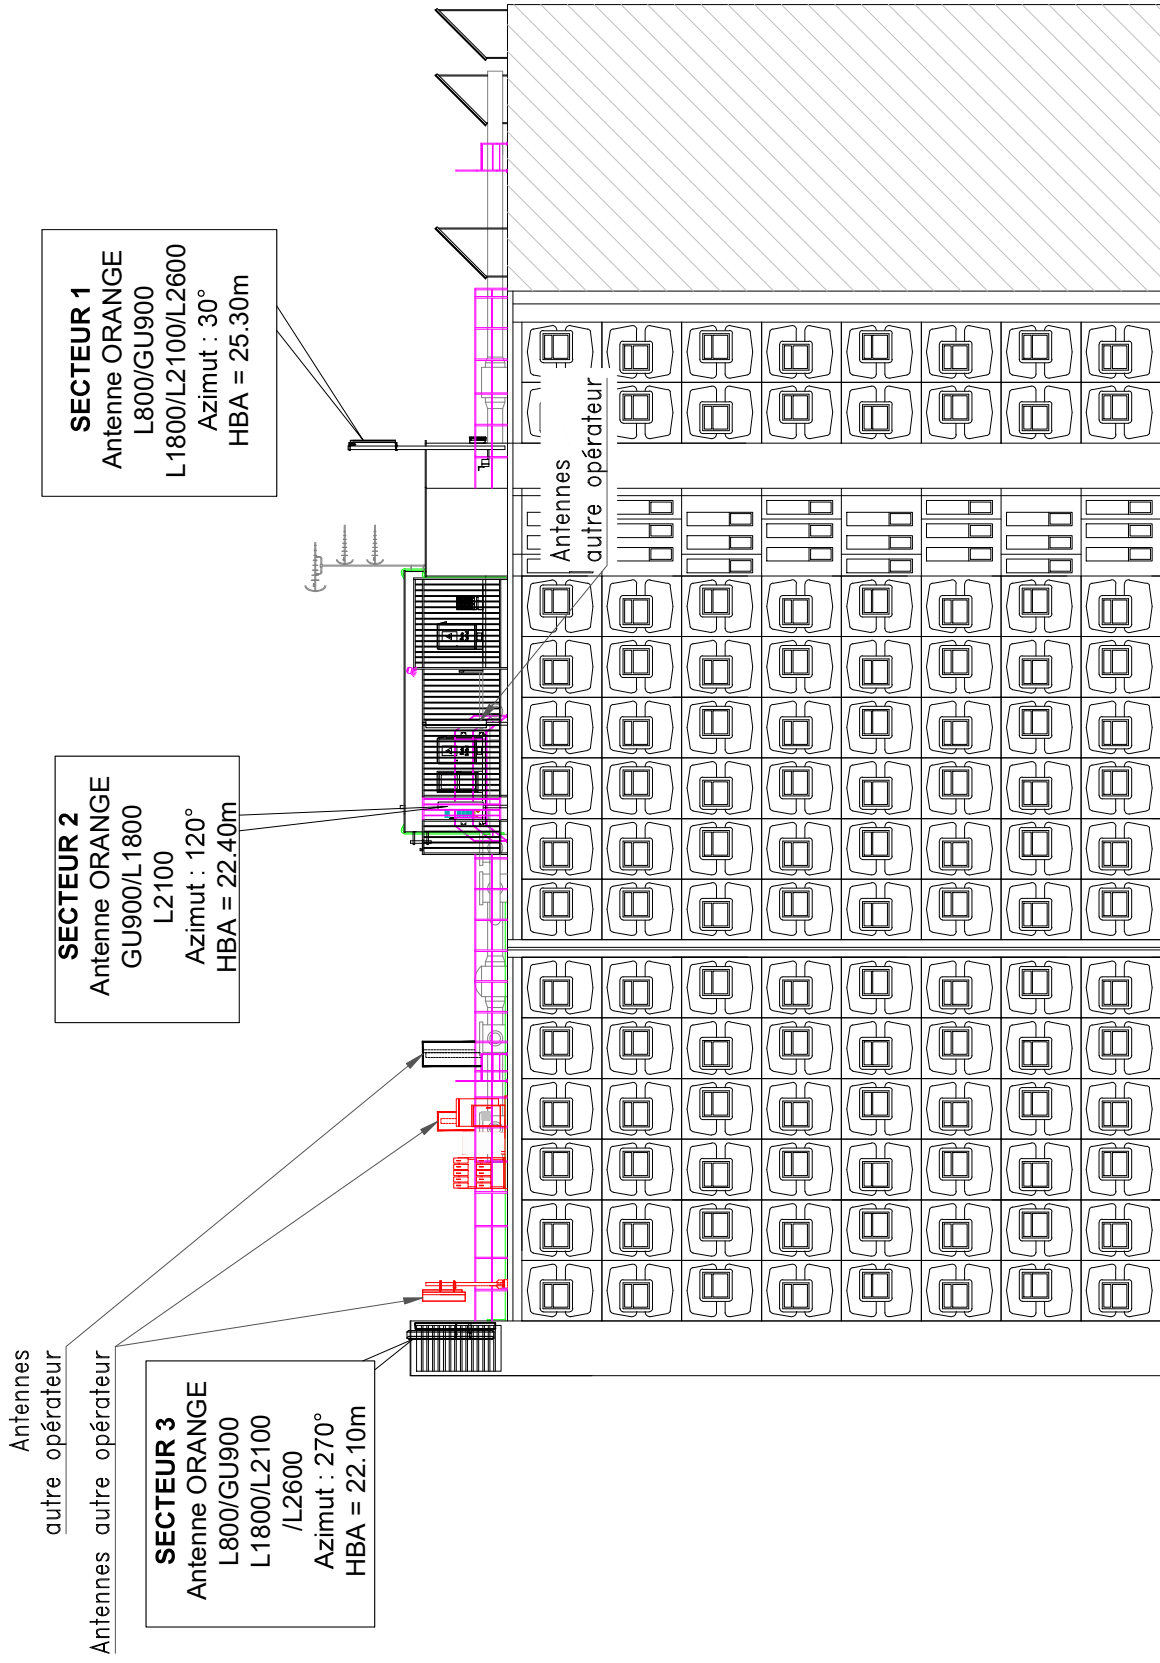 Antennes
autre opérateur
Antennes autre opérateur
SECTEUR 3
Antenne ORANGE
L800/GU900
L1800/L2100
/L2600
Azimut : 270°
HBA = 22.10m
SECTEUR 2
Antenne ORANGE
GU900/L1800
L2100
Azimut : 120°
HBA = 22.40m
SECTEUR 1
Antenne ORANGE
L800/GU900
L1800/L2100/L2600
Azimut : 30°
HBA = 25.30m
Antennes
autre opérateur